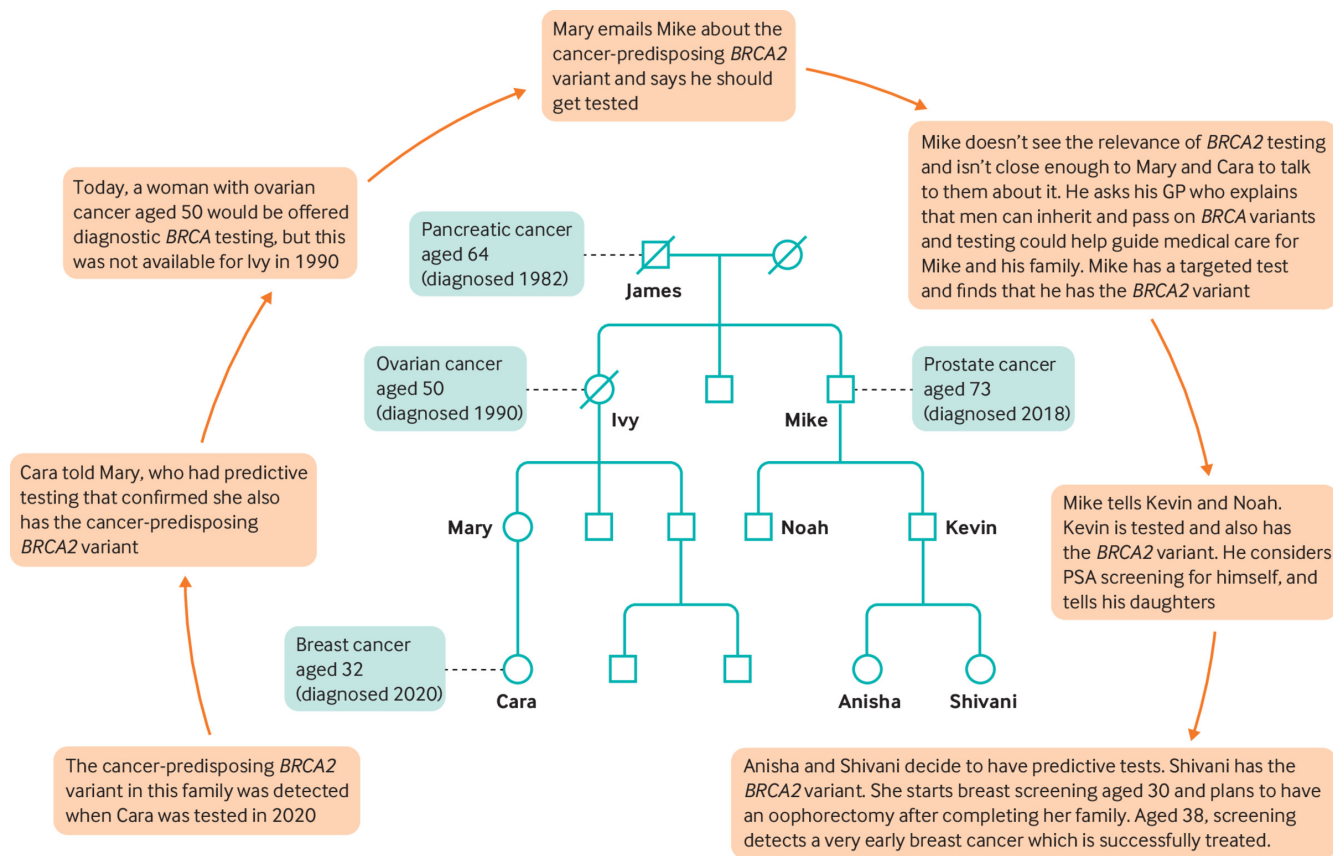 Mary emails Mike about the
cancer-predisposing BRCA2
variant and says he should
get tested
Mike doesn’t see the relevance of BRCA2 testing
and isn’t close enough to Mary and Cara to talk
to them about it. He asks his GP who explains
that men can inherit and pass on BRCA variants
and testing could help guide medical care for
Mike and his family. Mike has a targeted test
and finds that he has the BRCA2 variant
Today, a woman with ovarian
cancer aged 50 would be offered
diagnostic BRCA testing, but this
was not available for Ivy in 1990
Pancreatic cancer
aged 64
(diagnosed 1982)
James
Ovarian cancer
aged 50
(diagnosed 1990)
Ivy
Mike
Prostate cancer
aged 73
(diagnosed 2018)
Cara told Mary, who had predictive
testing that confirmed she also
has the cancer-predisposing
BRCA2 variant
Mary
Noah
Kevin
Mike tells Kevin and Noah.
Kevin is tested and also has
the BRCA2 variant. He considers
PSA screening for himself, and
tells his daughters
Breast cancer
aged 32
(diagnosed 2020)
Cara
Anisha
Shivani
The cancer-predisposing BRCA2
variant in this family was detected
when Cara was tested in 2020
Anisha and Shivani decide to have predictive tests. Shivani has the
BRCA2 variant. She starts breast screening aged 30 and plans to have
an oophorectomy after completing her family. Aged 38, screening
detects a very early breast cancer which is successfully treated.